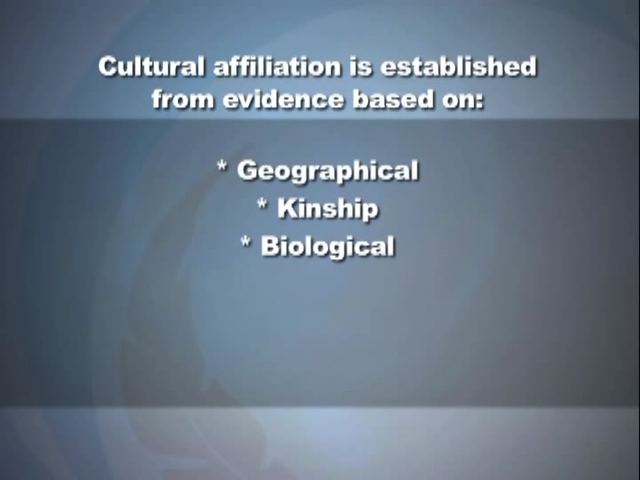 Cultural affiliation is established
from evidence based on:
* Geographical
* Kinship
* Biological